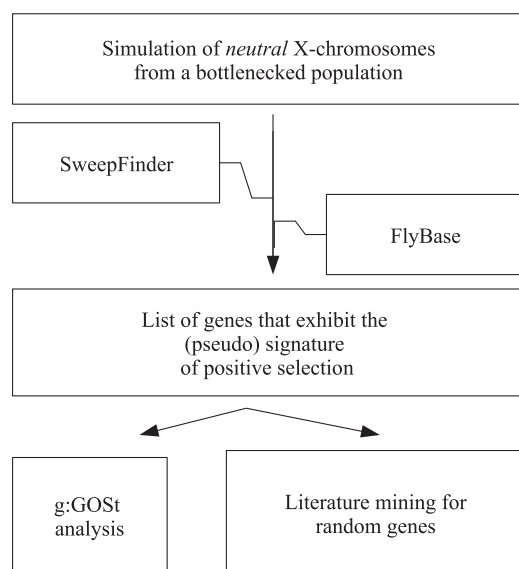 Simulation of neutral X-chromosomes
from a bottlenecked population
SweepFinder
FlyBase
List of genes that exhibit the
(pseudo) signature
of positive selection
g:GOSt
analysis
Literature mining for
random genes